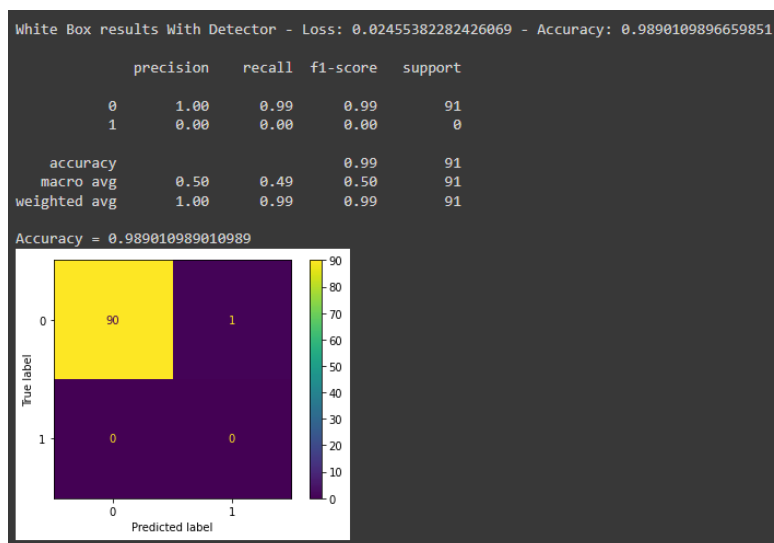 White Box results With Detector - Loss: 0.02455382282426069 - Accuracy: 0.9890109896659851
precision recall f1-score support
0 1.00 0.99 0.99 91
1 0.00 0.00 0.00 0
accuracy 0.99 91
macro avg 0.50 0.49 0.50 91
weighted avg 1.00 0.99 0.99 91
Accuracy = 0.989010989010989
True label
0
1
90 1
0 0
0 1
Predicted label
90
80
70
60
50
40
30
20
10
0